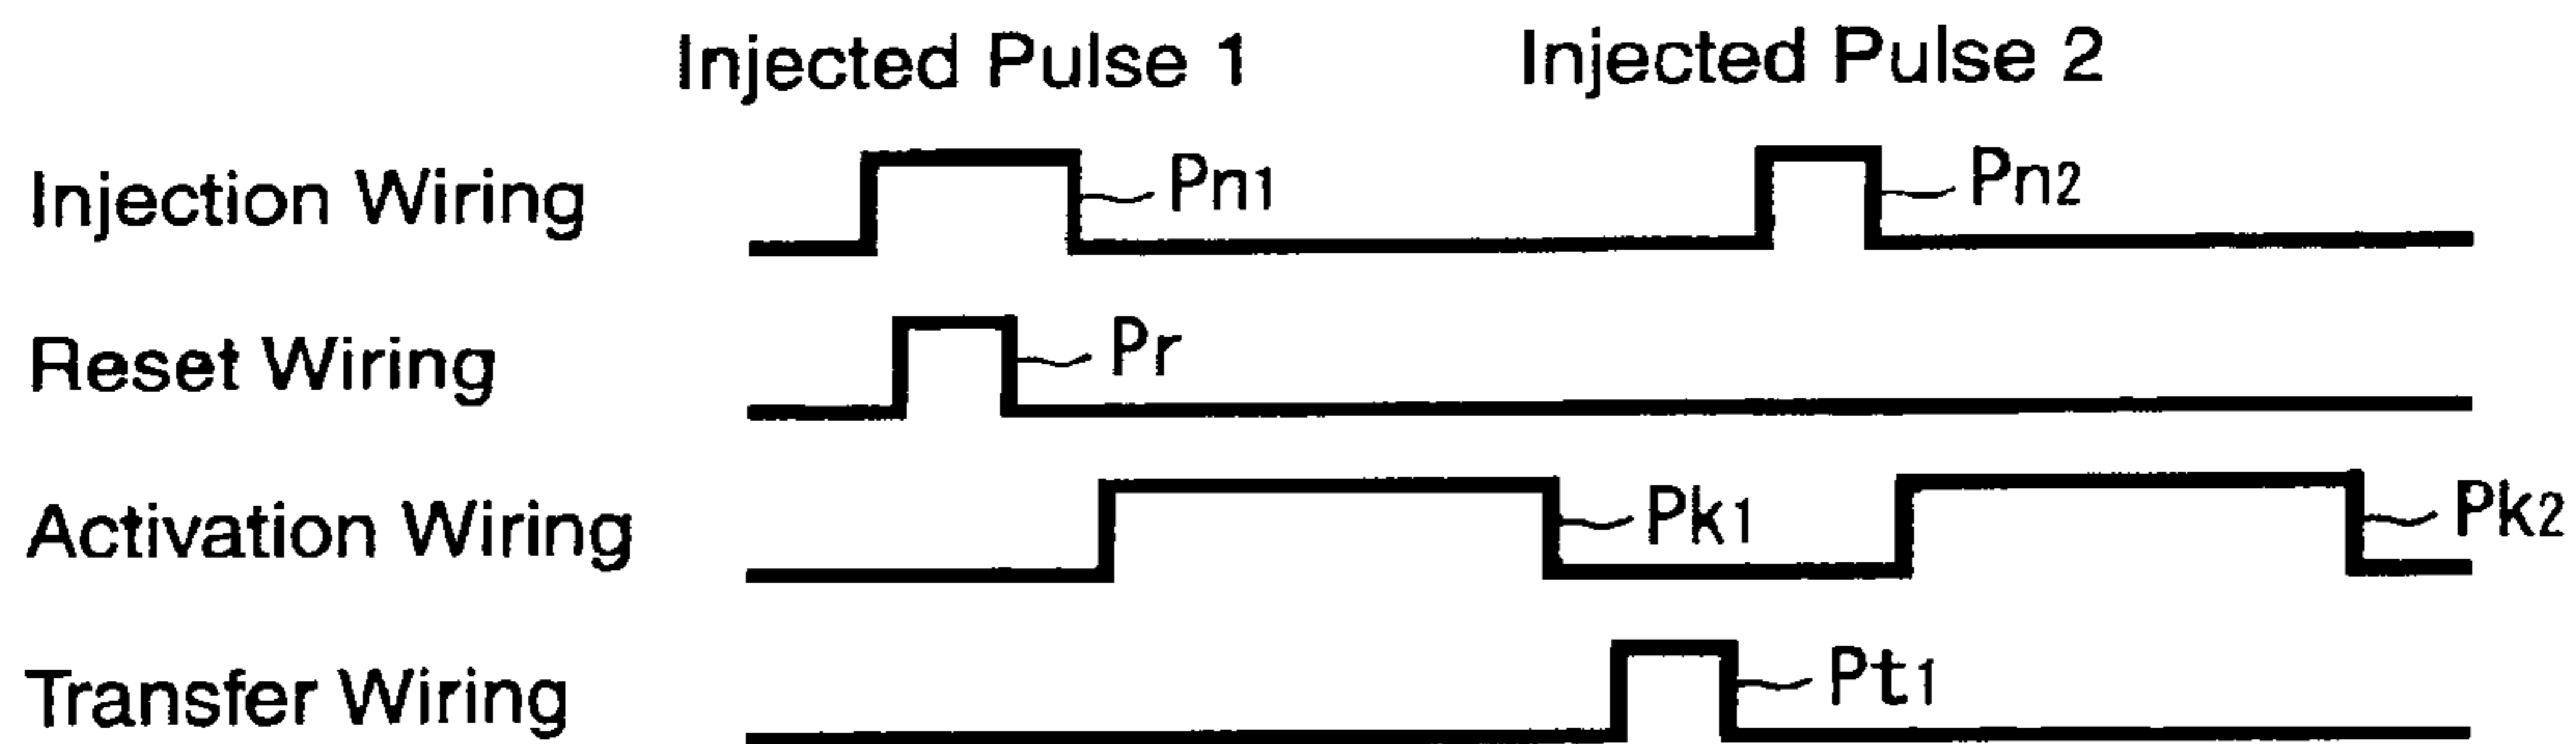 Injected Pulse 1 Injected Pulse 2
Injection Wiring Pn1 Pn2
Reset Wiring Pr
Activation Wiring Pk1 Pk2
Transfer Wiring Pt1